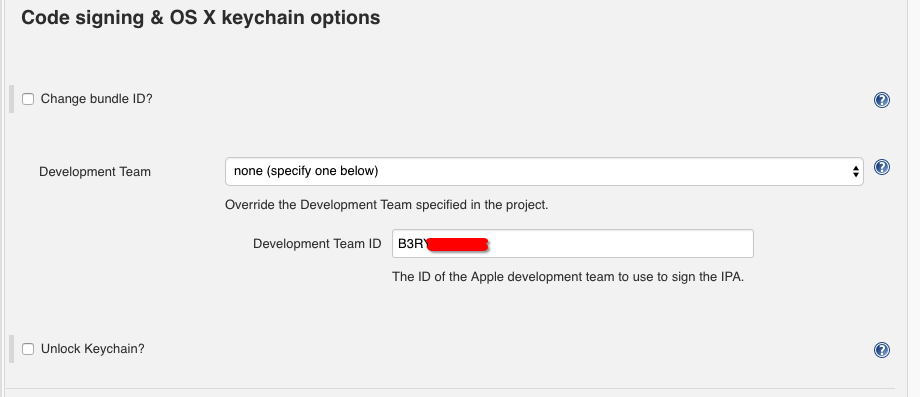 Code signing & OS X keychain options
Change bundle ID?
Development Team
none (specify one below)
Override the Development Team specified in the project.
Development Team ID
The ID of the Apple development team to use to sign the IPA.
Unlock Keychain?